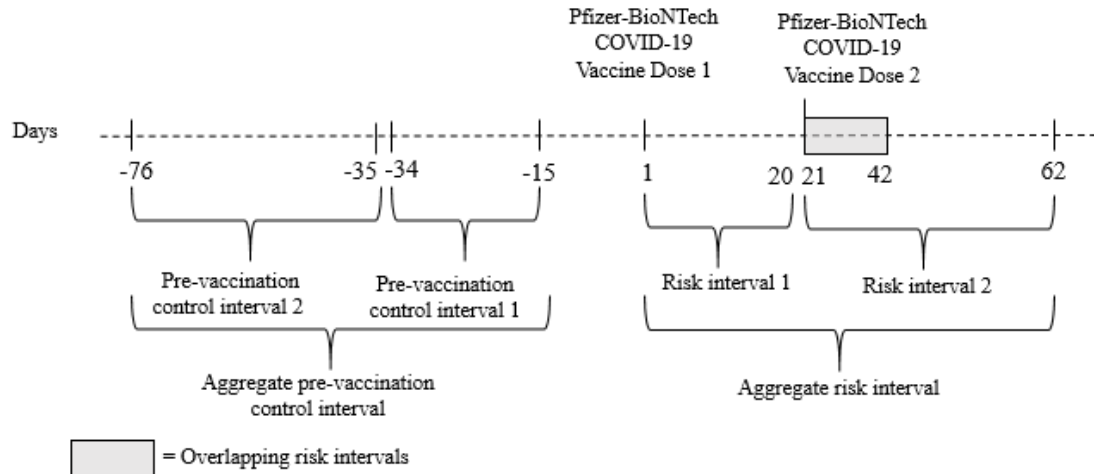 Pfizer-BioNTech
COVID-19
Vaccine Dose 1
Pfizer-BioNTech
COVID-19
Vaccine Dose 2
Days
-76 -35 -34 -15 1 20 21 42 62
Pre-vaccination
control interval 2
Pre-vaccination
control interval 1
Risk interval 1
Risk interval 2
Aggregate pre-vaccination
control interval
Aggregate risk interval
= Overlapping risk intervals